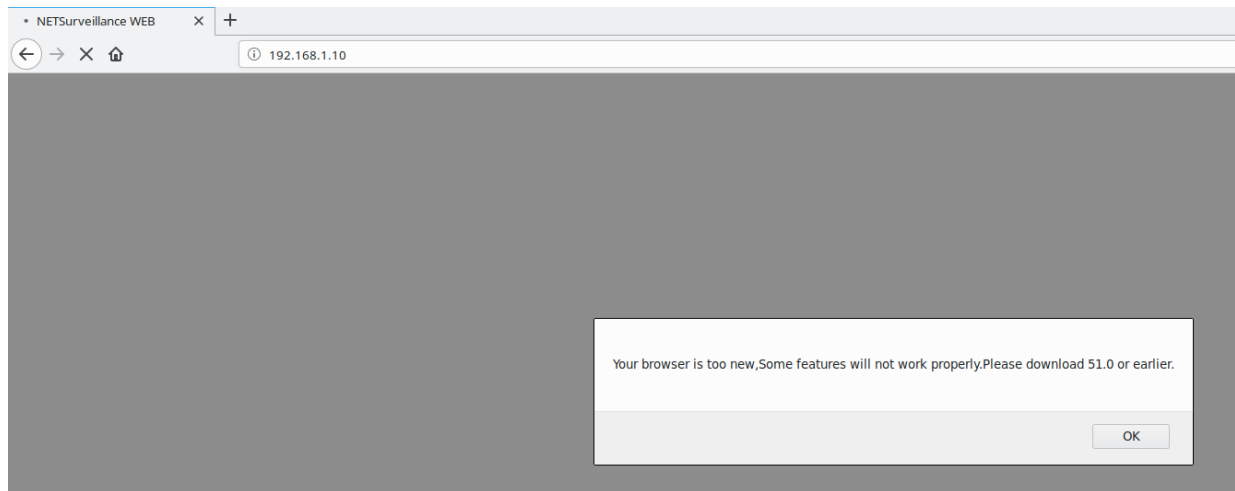 NETSurveillance WEB
192.168.1.10
Your browser is too new,Some features will not work properly.Please download 51.0 or earlier.
OK